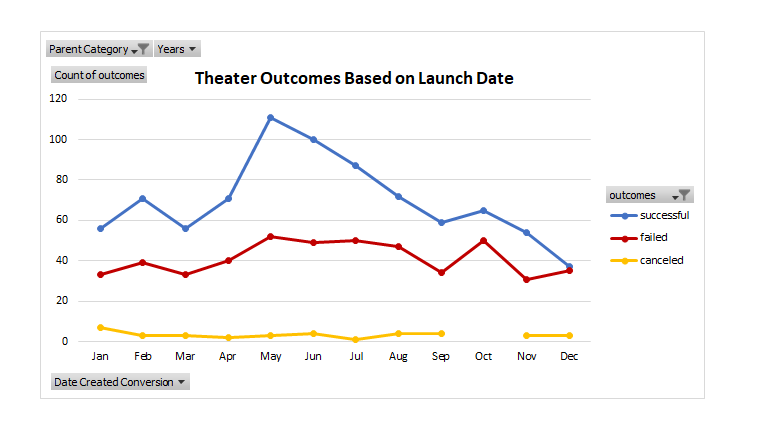 Parent Category Years
Count of outcomes
Theater Outcomes Based on Launch Date
120
100
80
60
40
20
0
Jan Feb Mar Apr May Jun Jul Aug Sep Oct Nov Dec
outcomes
successful
failed
canceled
Date Created Conversion